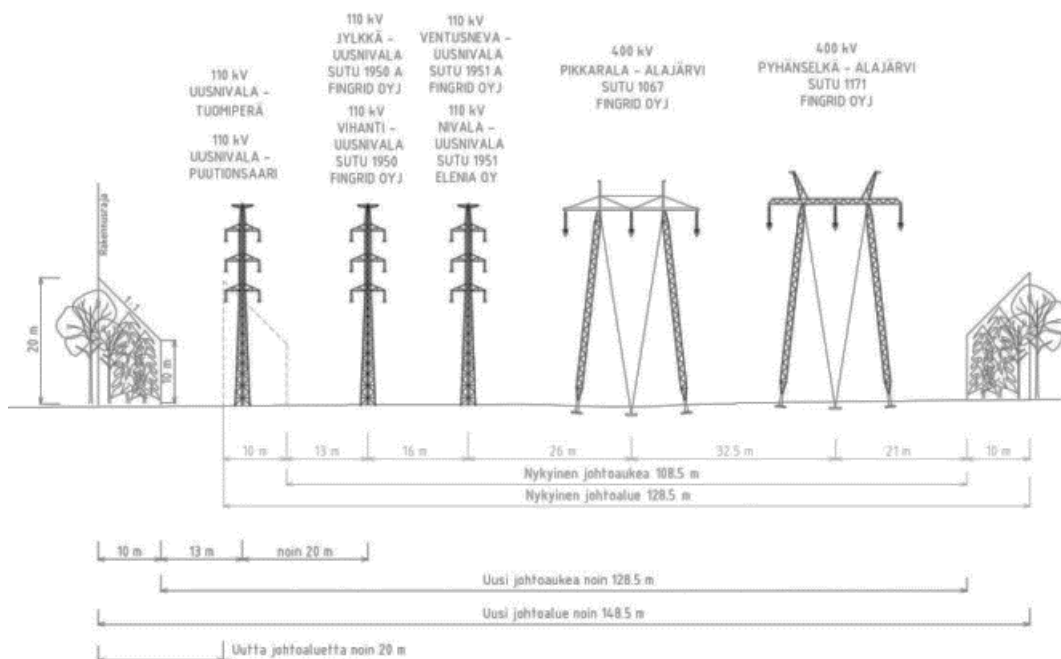 110 kV
UUSNIVALA –
TUOMIPERÄ
110 kV
UUSNIVALA –
PUUTIONSAARI
110 kV
JYLKKÄ –
UUSNIVALA
SUTU 1950 A
FINGRID OYJ
110 kV
VIHANTI –
UUSNIVALA
SUTU 1950
FINGRID OYJ
110 kV
VENTUSNEVA –
UUSNIVALA
SUTU 1951 A
FINGRID OYJ
110 kV
NIVALA –
UUSNIVALA
SUTU 1951
ELENIA OY
400 kV
PIKKARALA – ALAJÄRVI
SUTU 1067
FINGRID OYJ
400 kV
PYHÄNSELKÄ – ALAJÄRVI
SUTU 1171
FINGRID OYJ
Rakennusraja
1:1
20 m
10 m
10 m
13 m
16 m
26 m
32.5 m
21 m
10 m
Nykyinen johtoaukea 108.5 m
Nykyinen johtoalue 128.5 m
10 m
13 m
noin 20 m
Uusi johtoaukea noin 128.5 m
Uusi johtoalue noin 148.5 m
Uutta johtoaluetta noin 20 m